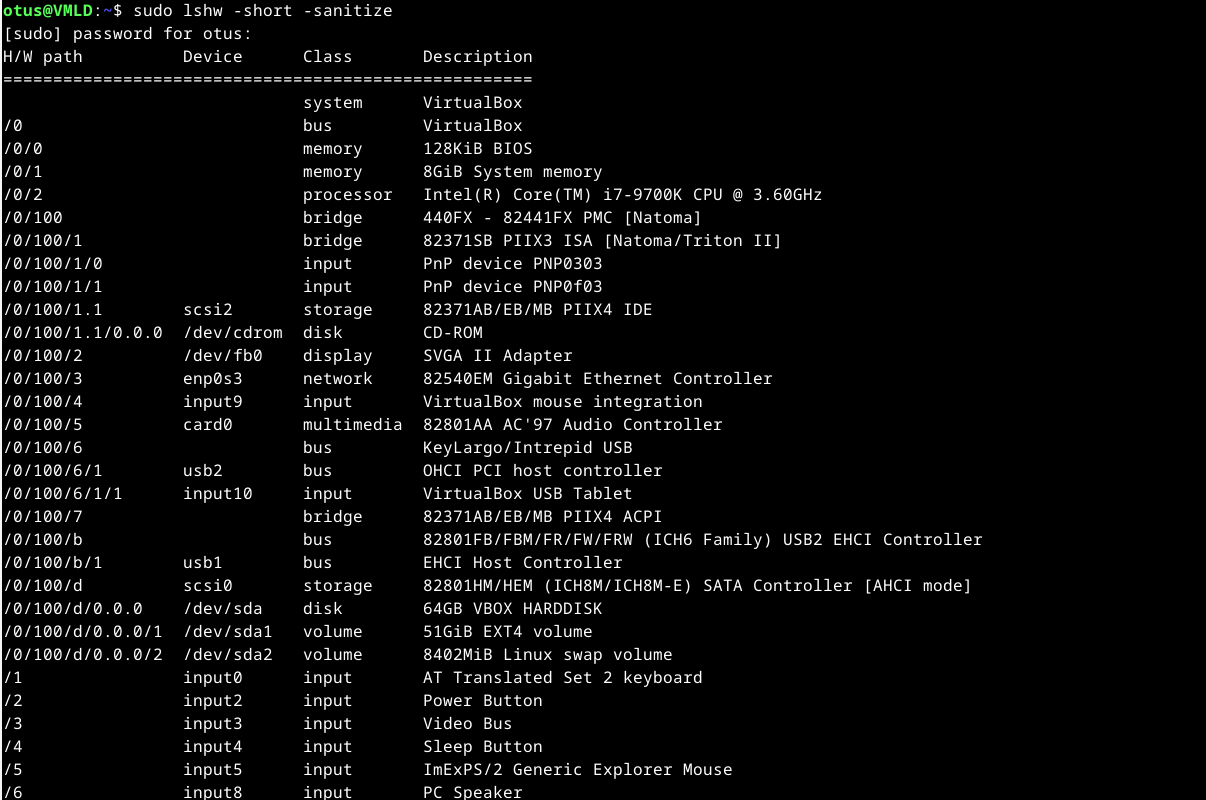 otus@VMLD:~$ sudo lshw -short -sanitize
[sudo] password for otus:
H/W path          Device      Class       Description
=====================================================
                              system      VirtualBox
/0                            bus         VirtualBox
/0/0                          memory      128KiB BIOS
/0/1                          memory      8GiB System memory
/0/2                          processor   Intel(R) Core(TM) i7-9700K CPU @ 3.60GHz
/0/100                        bridge      440FX - 82441FX PMC [Natoma]
/0/100/1                      bridge      82371SB PIIX3 ISA [Natoma/Triton II]
/0/100/1/0                    input       PnP device PNP0303
/0/100/1/1                    input       PnP device PNP0f03
/0/100/1.1        scsi2       storage     82371AB/EB/MB PIIX4 IDE
/0/100/1.1/0.0.0  /dev/cdrom  disk        CD-ROM
/0/100/2          /dev/fb0    display     SVGA II Adapter
/0/100/3          enp0s3      network     82540EM Gigabit Ethernet Controller
/0/100/4          input9      input       VirtualBox mouse integration
/0/100/5          card0       multimedia  82801AA AC'97 Audio Controller
/0/100/6                      bus         KeyLargo/Intrepid USB
/0/100/6/1        usb2        bus         OHCI PCI host controller
/0/100/6/1/1      input10     input       VirtualBox USB Tablet
/0/100/7                      bridge      82371AB/EB/MB PIIX4 ACPI
/0/100/b                      bus         82801FB/FBM/FR/FW/FRW (ICH6 Family) USB2 EHCI Controller
/0/100/b/1        usb1        bus         EHCI Host Controller
/0/100/d          scsi0       storage     82801HM/HEM (ICH8M/ICH8M-E) SATA Controller [AHCI mode]
/0/100/d/0.0.0    /dev/sda    disk        64GB VBOX HARDDISK
/0/100/d/0.0.0/1  /dev/sda1   volume      51GiB EXT4 volume
/0/100/d/0.0.0/2  /dev/sda2   volume      8402MiB Linux swap volume
/1                input0      input       AT Translated Set 2 keyboard
/2                input2      input       Power Button
/3                input3      input       Video Bus
/4                input4      input       Sleep Button
/5                input5      input       ImExPS/2 Generic Explorer Mouse
/6                input8      input       PC Speaker